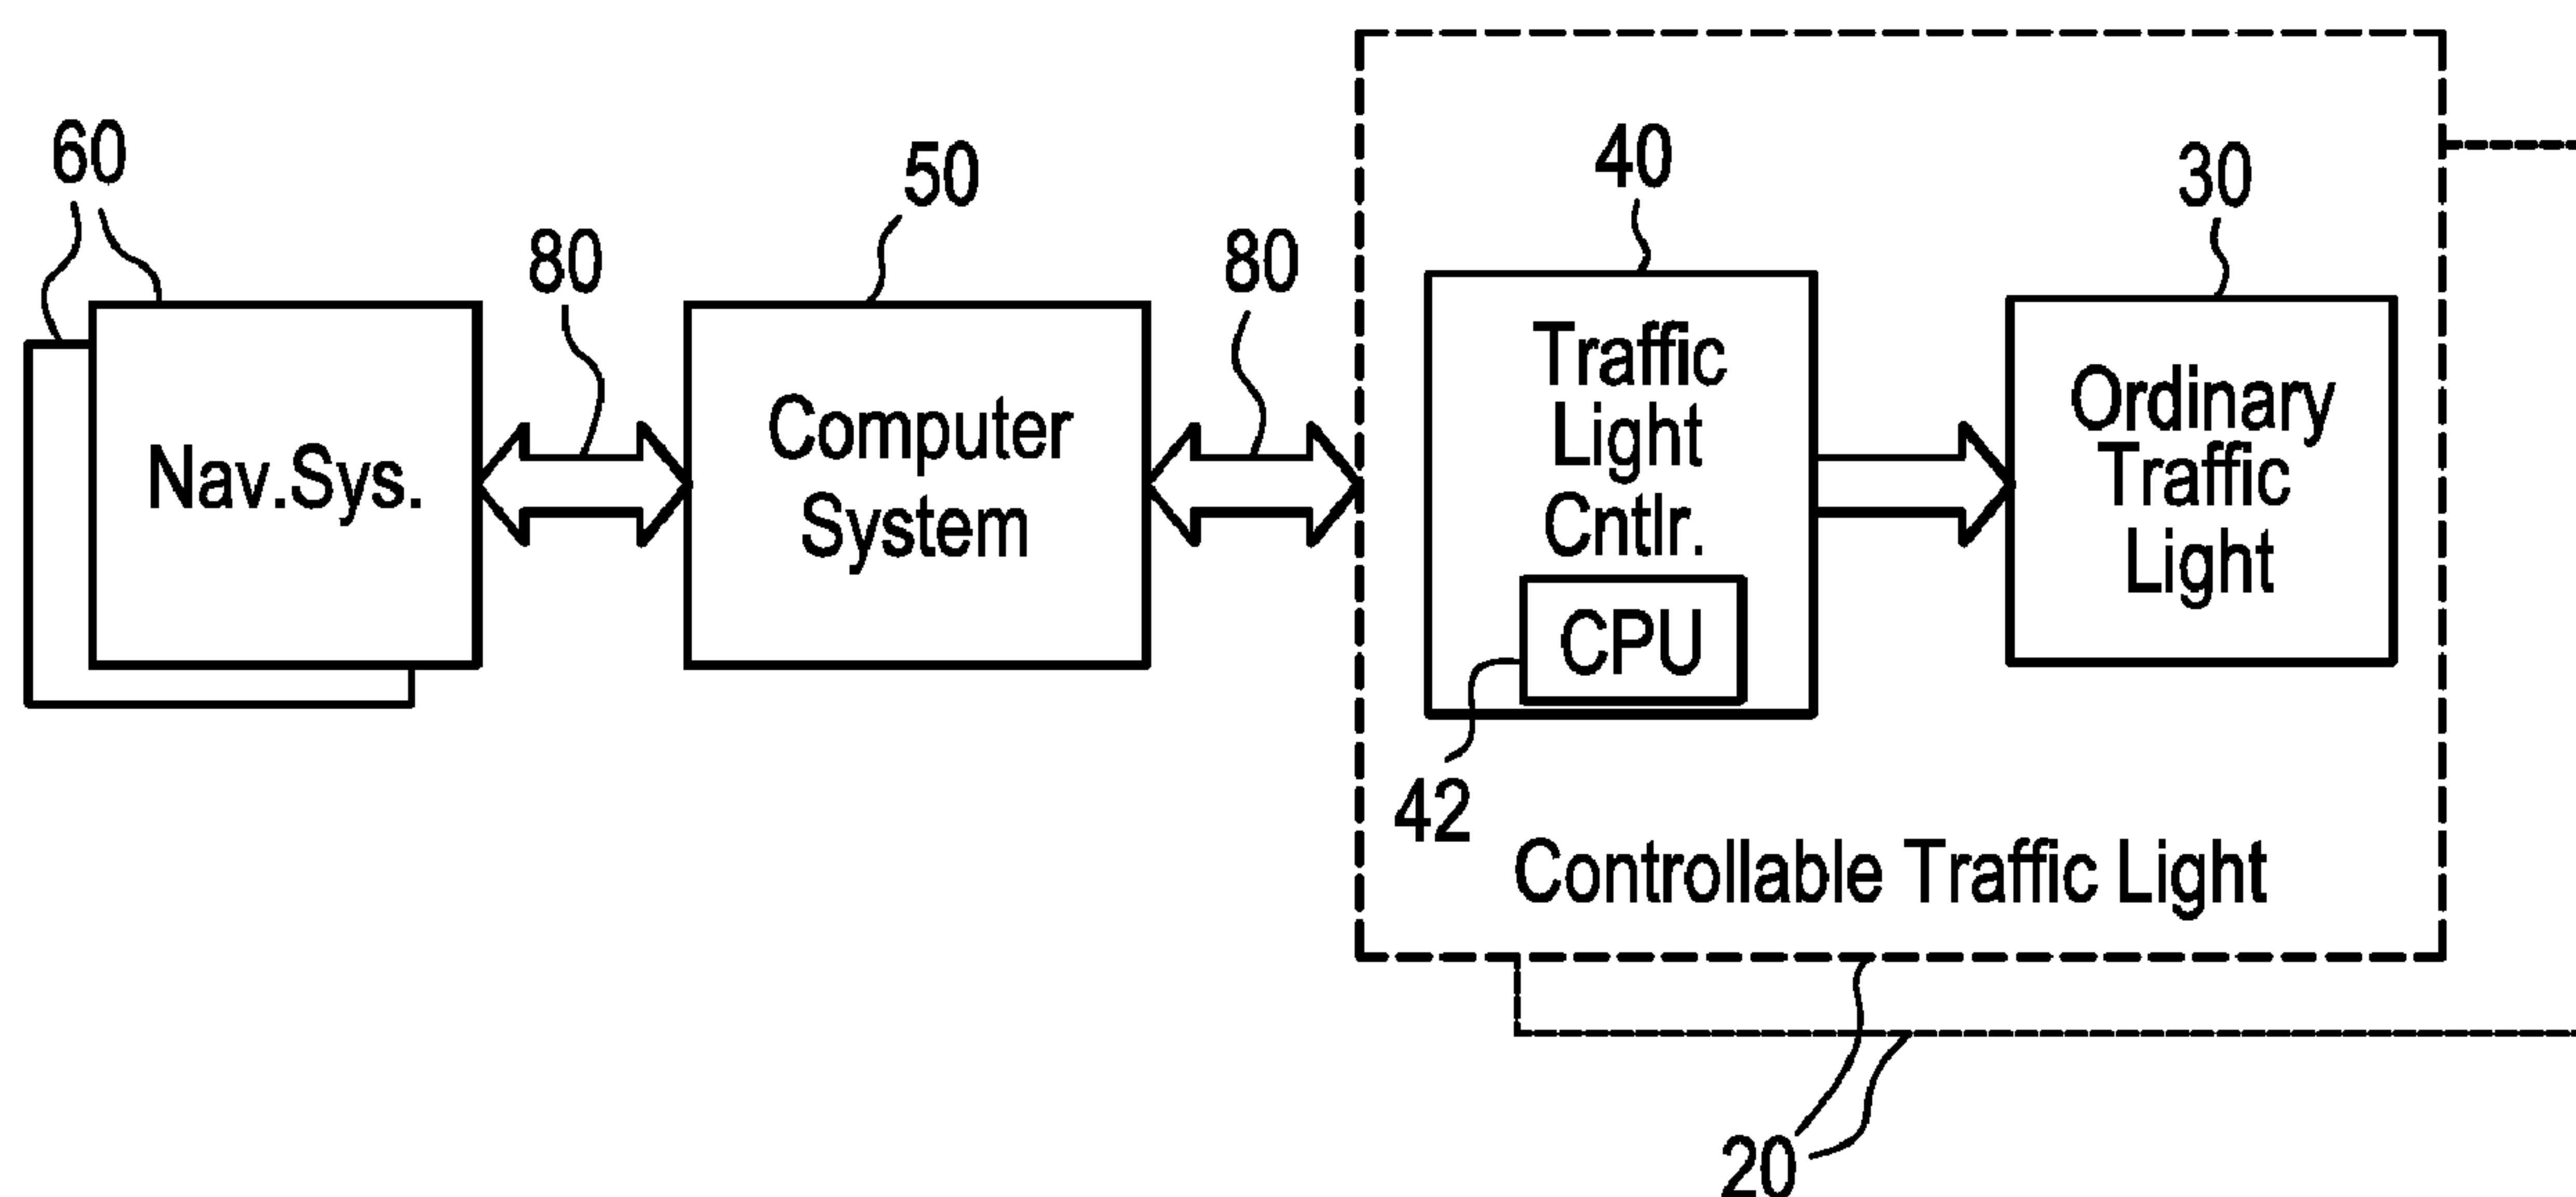 60
80
50
80
40
30
Nav.Sys.
Computer
System
Traffic
Light
Cntlr.
CPU
42
Ordinary
Traffic
Light
Controllable Traffic Light
20